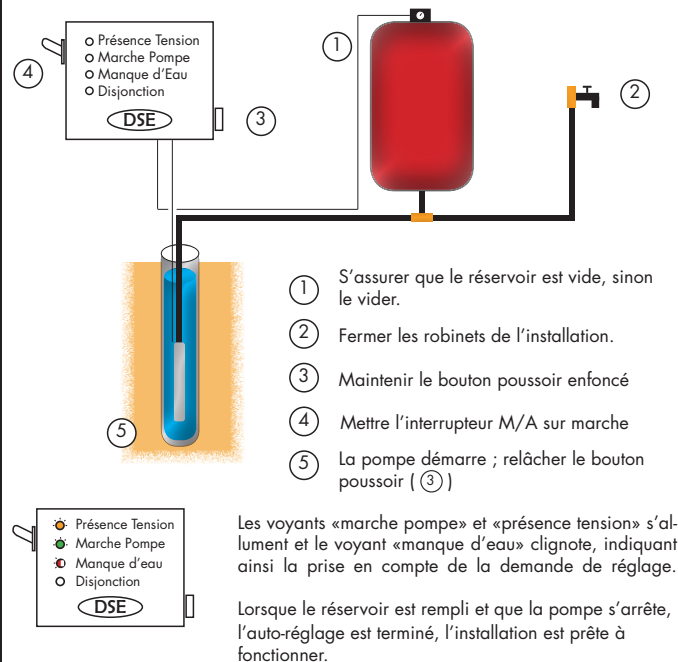 Présence Tension
Marche Pompe
Manque d'Eau
Disjonction
DSE
4
3
1
2
5
1 S'assurer que le réservoir est vide, sinon
le vider.
2 Fermer les robinets de l'installation.
3 Maintenir le bouton poussoir enfoncé
4 Mettre l'interrupteur M/A sur marche
5 La pompe démarre ; relâcher le bouton
poussoir ( 3 )
Présence Tension
Marche Pompe
Manque d'eau
Disjonction
DSE
Les voyants «marche pompe» et «présence tension» s'al-
lument et le voyant «manque d'eau» clignote, indiquant
ainsi la prise en compte de la demande de réglage.
Lorsque le réservoir est rempli et que la pompe s'arrête,
l'auto-réglage est terminé, l'installation est prête à
fonctionner.